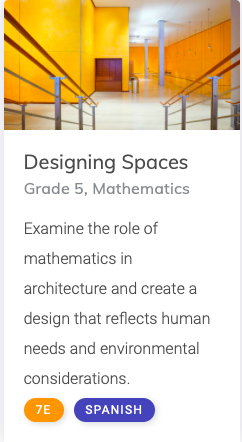 Designing Spaces
Grade 5, Mathematics
Examine the role of
mathematics in
architecture and create a
design that reflects human
needs and environmental
considerations.
7E SPANISH